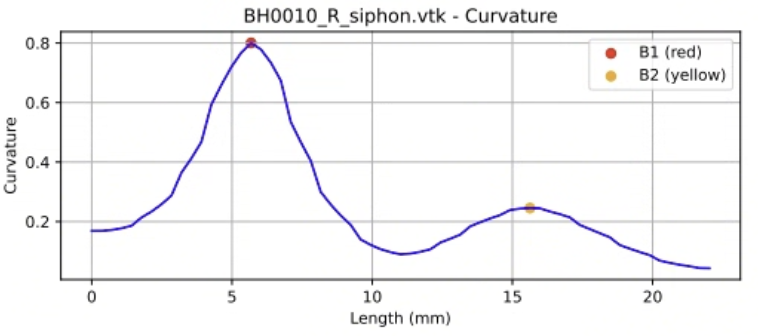 BH0010_R_siphon.vtk - Curvature
B1 (red)
B2 (yellow)
Curvature
0.8
0.6
0.4
0.2
0 5 10 15 20
Length (mm)